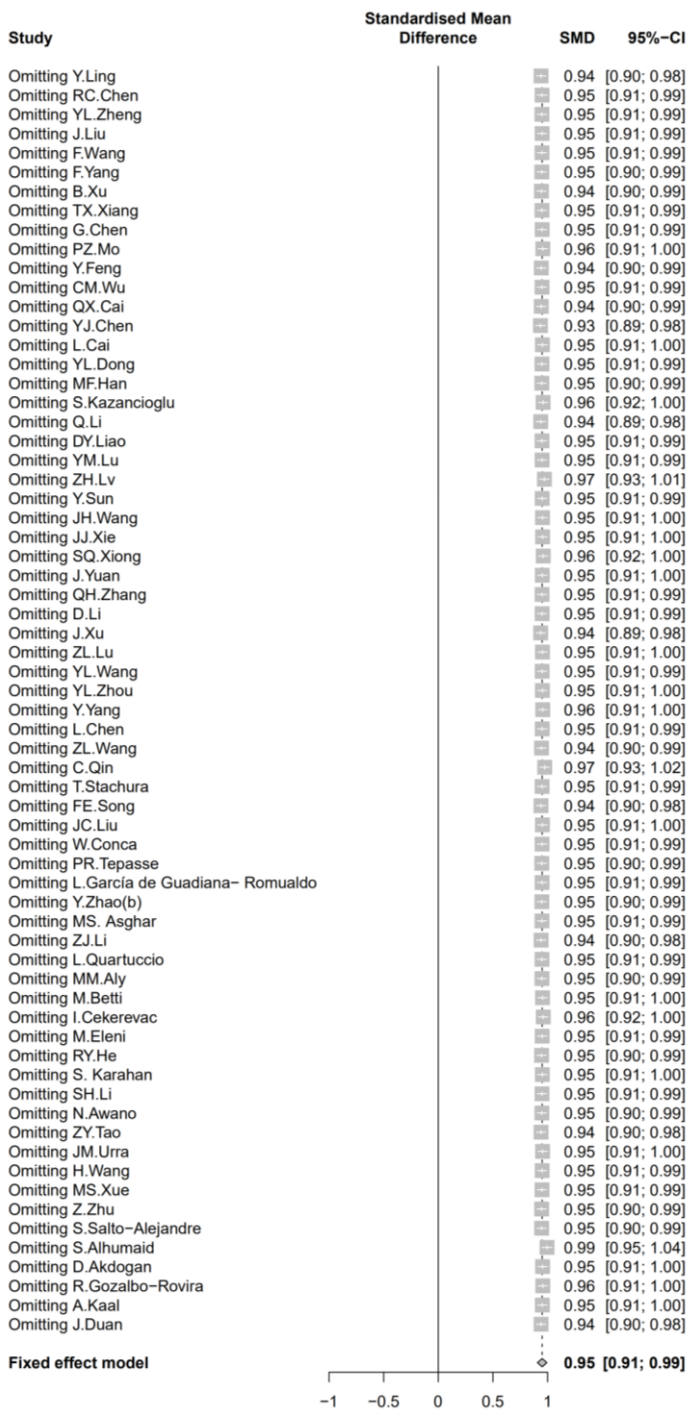 Standardised Mean
Study Difference SMD 95%−CI
Omitting Y.Ling 0.94 [0.90; 0.98]
Omitting RC.Chen 0.95 [0.91; 0.99]
Omitting YL.Zheng 0.95 [0.91; 0.99]
Omitting J.Liu 0.95 [0.91; 0.99]
Omitting F.Wang 0.95 [0.91; 0.99]
Omitting F.Yang 0.95 [0.90; 0.99]
Omitting B.Xu 0.94 [0.90; 0.99]
Omitting TX.Xiang 0.95 [0.91; 0.99]
Omitting G.Chen 0.95 [0.91; 0.99]
Omitting PZ.Mo 0.96 [0.91; 1.00]
Omitting Y.Feng 0.94 [0.90; 0.99]
Omitting CM.Wu 0.95 [0.91; 0.99]
Omitting QX.Cai 0.94 [0.90; 0.99]
Omitting YJ.Chen 0.93 [0.89; 0.98]
Omitting L.Cai 0.95 [0.91; 1.00]
Omitting YL.Dong 0.95 [0.91; 0.99]
Omitting MF.Han 0.95 [0.90; 0.99]
Omitting S.Kazancioglu 0.96 [0.92; 1.00]
Omitting Q.Li 0.94 [0.89; 0.98]
Omitting DY.Liao 0.95 [0.91; 0.99]
Omitting YM.Lu 0.95 [0.91; 0.99]
Omitting ZH.Lv 0.97 [0.93; 1.01]
Omitting Y.Sun 0.95 [0.91; 0.99]
Omitting JH.Wang 0.95 [0.91; 1.00]
Omitting JJ.Xie 0.95 [0.91; 1.00]
Omitting SQ.Xiong 0.96 [0.92; 1.00]
Omitting J.Yuan 0.95 [0.91; 1.00]
Omitting QH.Zhang 0.95 [0.91; 0.99]
Omitting D.Li 0.95 [0.91; 0.99]
Omitting J.Xu 0.94 [0.89; 0.98]
Omitting ZL.Lu 0.95 [0.91; 1.00]
Omitting YL.Wang 0.95 [0.91; 0.99]
Omitting YL.Zhou 0.95 [0.91; 1.00]
Omitting Y.Yang 0.96 [0.91; 1.00]
Omitting L.Chen 0.95 [0.91; 0.99]
Omitting ZL.Wang 0.94 [0.90; 0.99]
Omitting C.Qin 0.97 [0.93; 1.02]
Omitting T.Stachura 0.95 [0.91; 0.99]
Omitting FE.Song 0.94 [0.90; 0.98]
Omitting JC.Liu 0.95 [0.91; 1.00]
Omitting W.Conca 0.95 [0.91; 0.99]
Omitting PR.Tepasse 0.95 [0.90; 0.99]
Omitting L.García de Guadiana− Romualdo 0.95 [0.91; 0.99]
Omitting Y.Zhao(b) 0.95 [0.90; 0.99]
Omitting MS. Asghar 0.95 [0.91; 0.99]
Omitting ZJ.Li 0.94 [0.90; 0.98]
Omitting L.Quartuccio 0.95 [0.91; 0.99]
Omitting MM.Aly 0.95 [0.90; 0.99]
Omitting M.Betti 0.95 [0.91; 1.00]
Omitting I.Cekerevac 0.96 [0.92; 1.00]
Omitting M.Eleni 0.95 [0.91; 0.99]
Omitting RY.He 0.95 [0.90; 0.99]
Omitting S. Karahan 0.95 [0.91; 1.00]
Omitting SH.Li 0.95 [0.91; 0.99]
Omitting N.Awano 0.95 [0.90; 0.99]
Omitting ZY.Tao 0.94 [0.90; 0.98]
Omitting JM.Urra 0.95 [0.91; 1.00]
Omitting H.Wang 0.95 [0.91; 0.99]
Omitting MS.Xue 0.95 [0.91; 0.99]
Omitting Z.Zhu 0.95 [0.90; 0.99]
Omitting S.Salto−Alejandre 0.95 [0.90; 0.99]
Omitting S.Alhumaid 0.99 [0.95; 1.04]
Omitting D.Akdogan 0.95 [0.91; 1.00]
Omitting R.Gozalbo−Rovira 0.96 [0.91; 1.00]
Omitting A.Kaal 0.95 [0.91; 1.00]
Omitting J.Duan 0.94 [0.90; 0.98]
Fixed effect model 0.95 [0.91; 0.99]
−1 −0.5 0 0.5 1